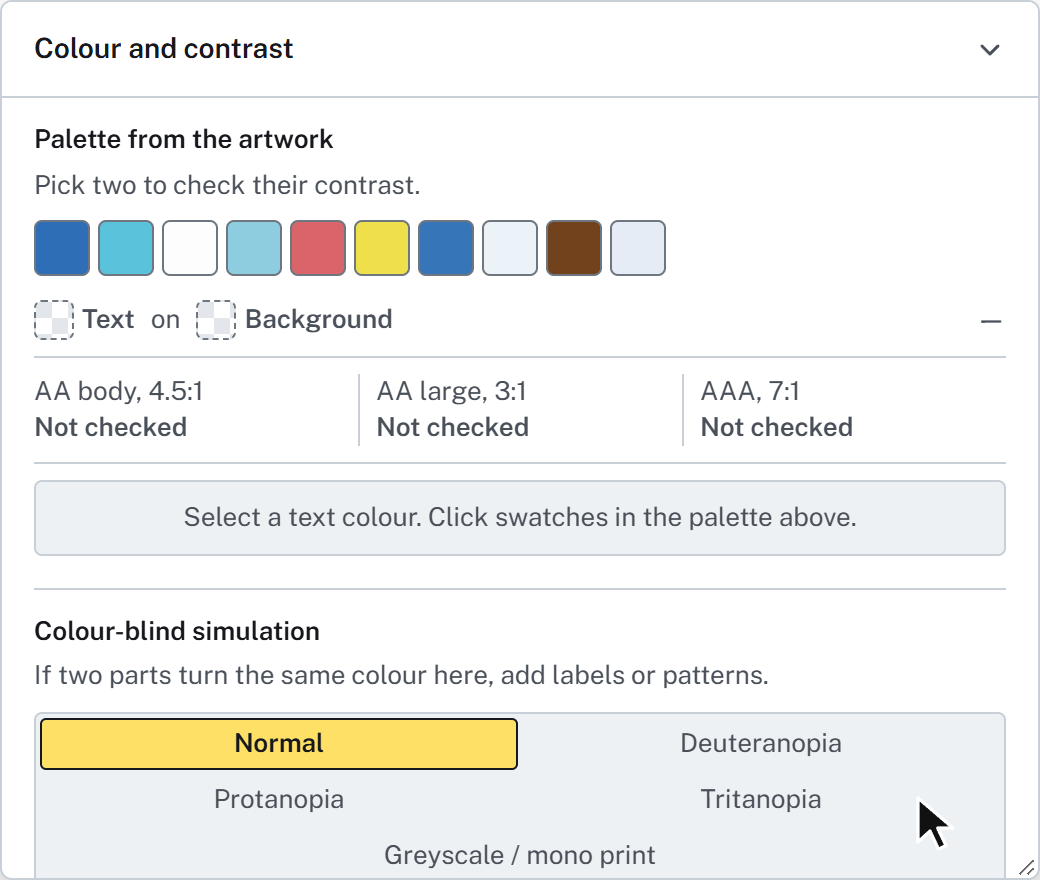 Colour and contrast
Palette from the artwork
Pick two to check their contrast.
Text on Background —
AA body, 4.5:1 AA large, 3:1 AAA, 7:1
Not checked Not checked Not checked
Select a text colour. Click swatches in the palette above.
Colour-blind simulation
If two parts turn the same colour here, add labels or patterns.
Normal Deuteranopia
Protanopia Tritanopia
Greyscale / mono print